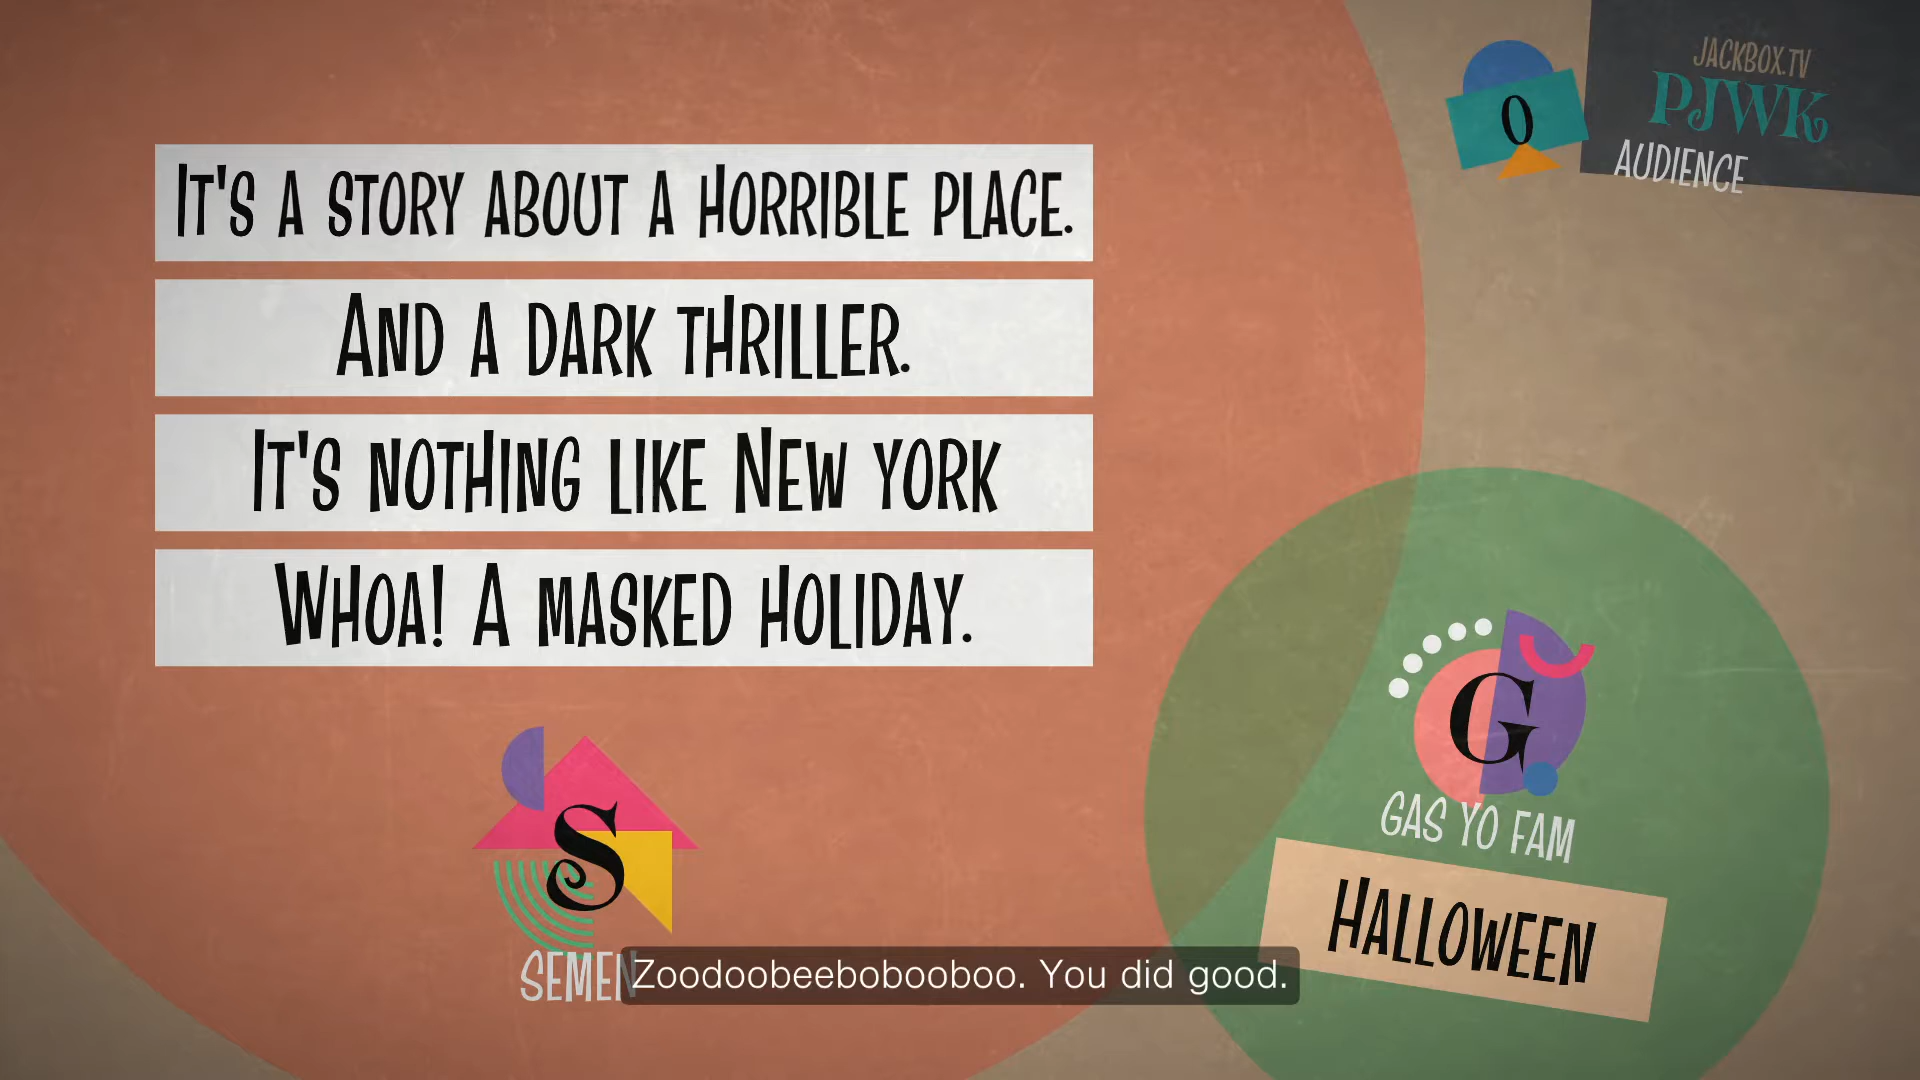 JACKBOX.TV
PJWK
0
AUDIENCE
IT'S A STORY ABOUT A HORRIBLE PLACE.
AND A DARK THRILLER.
IT'S NOTHING LIKE NEW YORK
WHOA! A MASKED HOLIDAY.
G
GAS YO FAM
HALLOWEEN
S
SEMEN
Zoodoobeebobooboo. You did good.